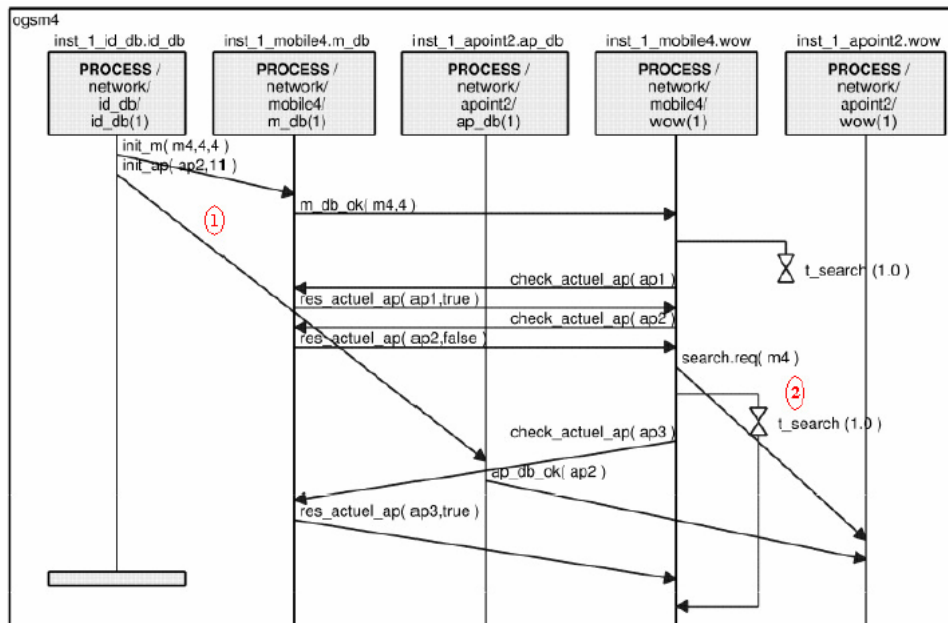 ogsm4
inst_1_id_db.id_db
inst_1_mobile4.m_db
inst_1_apoint2.ap_db
inst_1_mobile4.wow
inst_1_apoint2.wow
PROCESS /
network/
id_db/
id_db(1)
PROCESS /
network/
mobile4/
m_db(1)
PROCESS /
network/
apoint2/
ap_db(1)
PROCESS /
network/
mobile4/
wow(1)
PROCESS /
network/
apoint2/
wow(1)
init_m( m4,4,4 )
init_ap( ap2,11 )
m_db_ok( m4,4 )
1
t_search (1.0 )
check_actuel_ap( ap1 )
res_actuel_ap( ap1,true )
check_actuel_ap( ap2 )
res_actuel_ap( ap2,false )
search.req( m4 )
2
t_search (1.0 )
check_actuel_ap( ap3 )
ap_db_ok( ap2 )
res_actuel_ap( ap3,true )